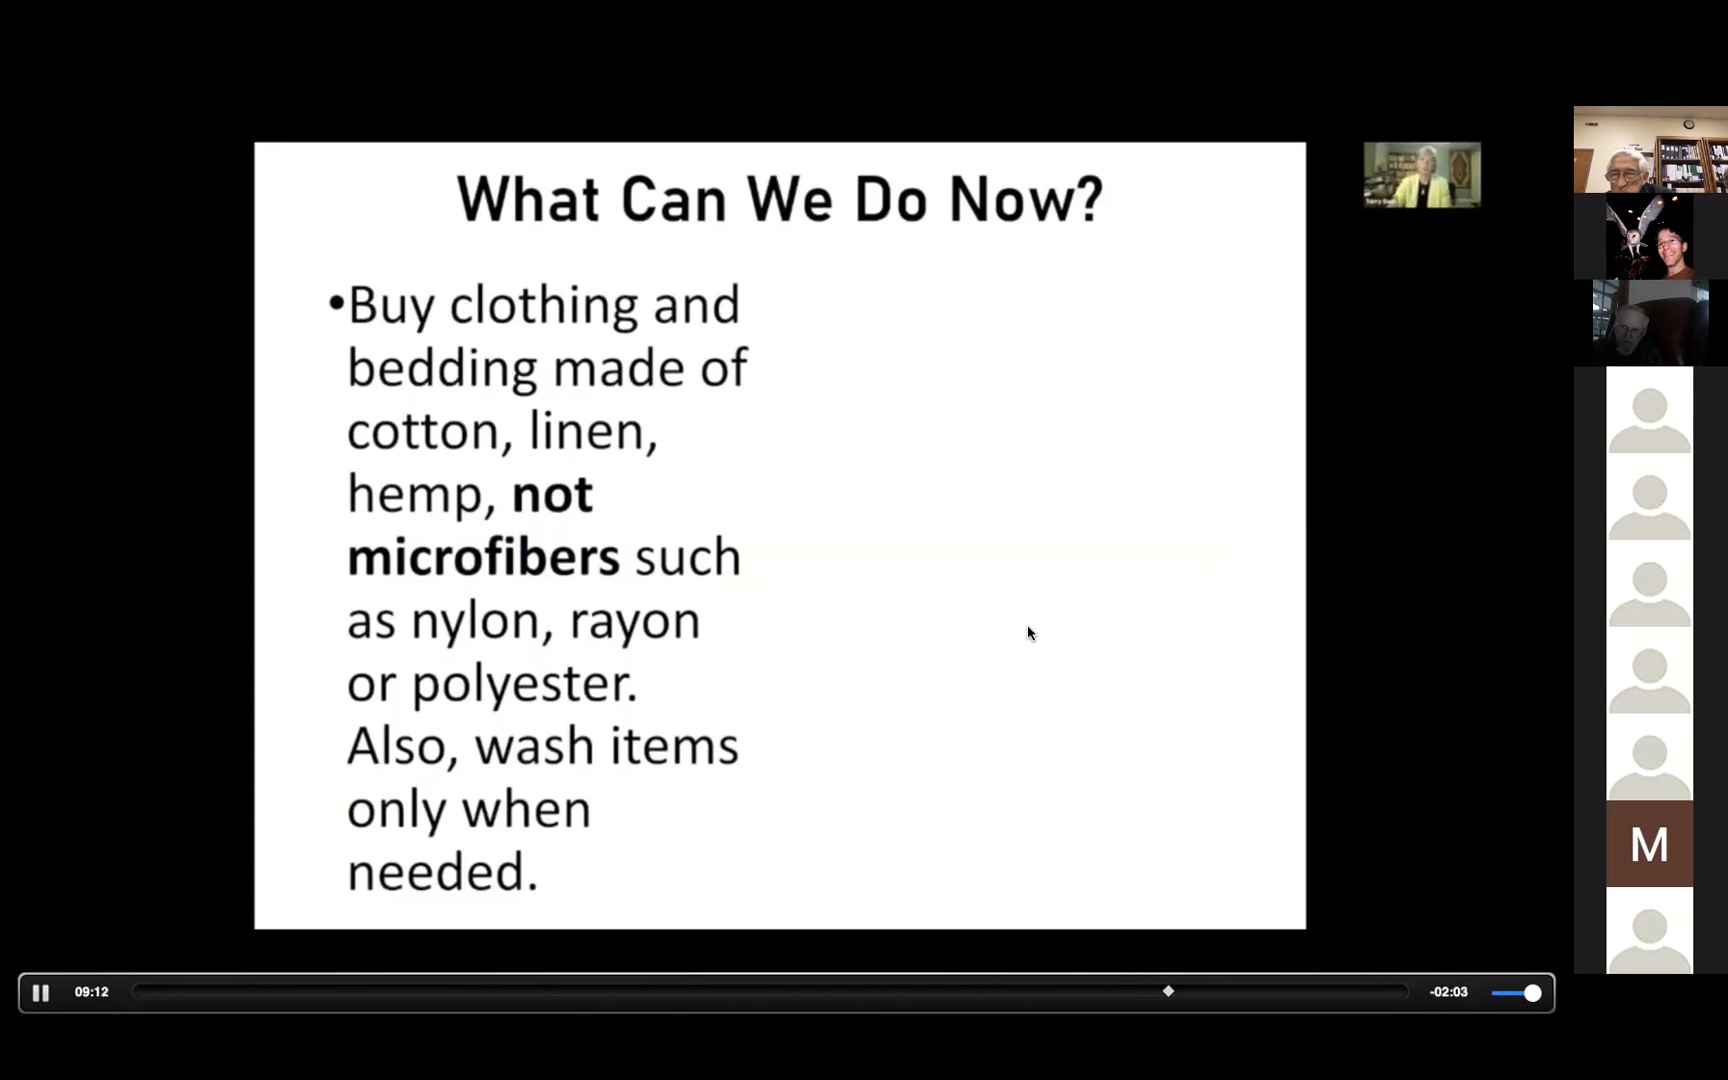 What Can We Do Now?
•Buy clothing and
bedding made of
cotton, linen,
hemp, not
microfibers such
as nylon, rayon
or polyester.
Also, wash items
only when
needed.
M
09:12
-02:03